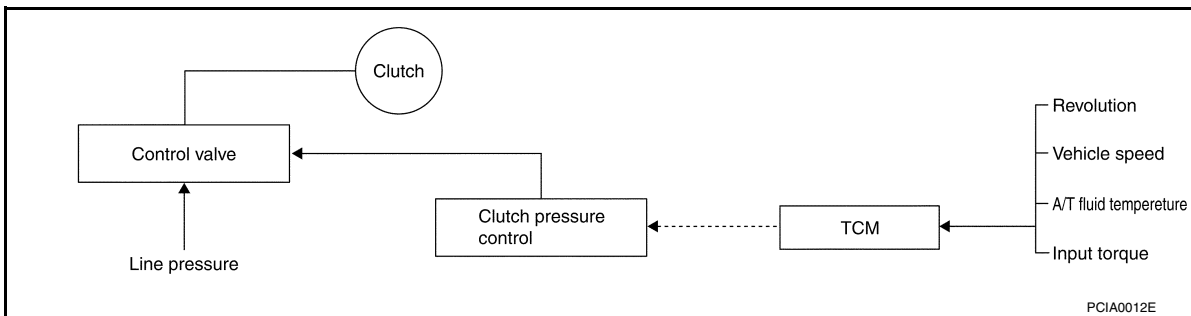 Clutch
Control valve
Line pressure
Clutch pressure
control
TCM
Revolution
Vehicle speed
A/T fluid tempereture
Input torque
PCIA0012E